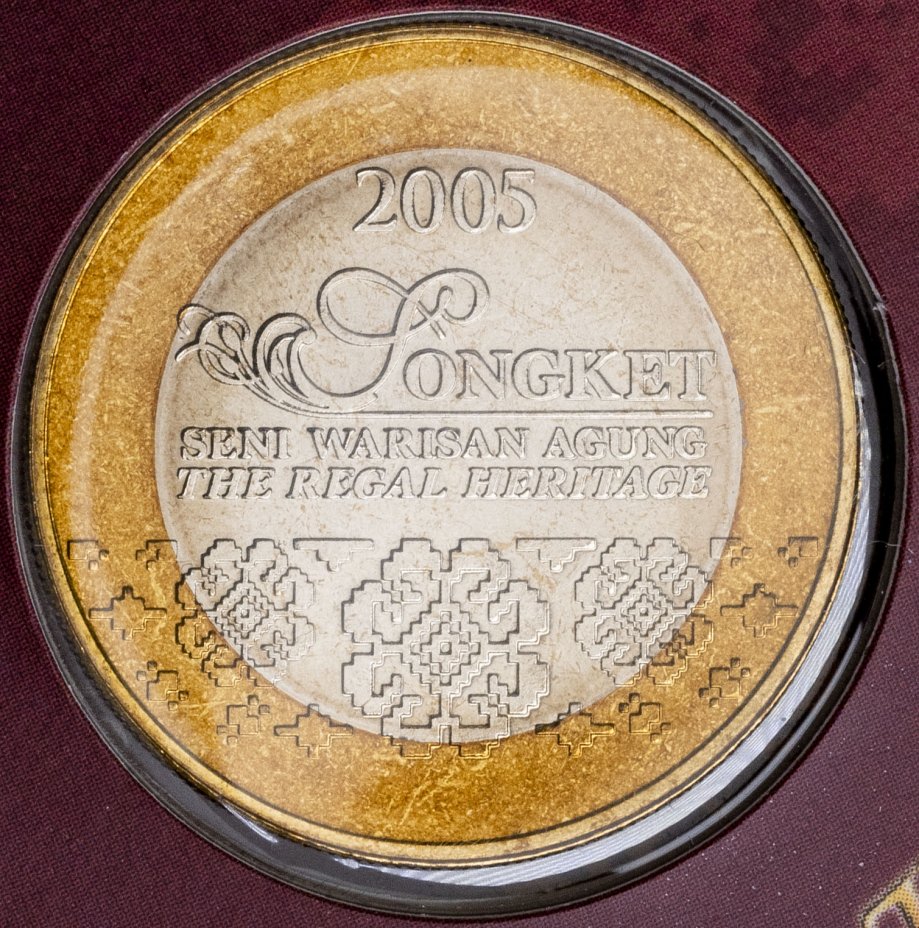 2005
SONGKET
SENI WARISAN AGUNG
THE REGAL HERITAGE